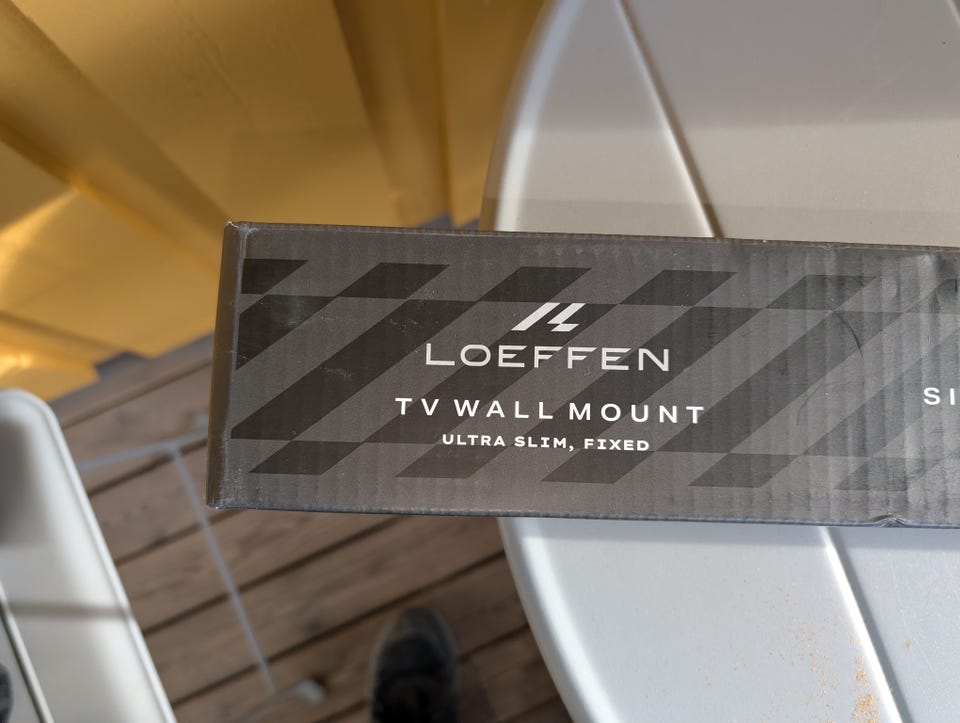 LOEFFEN
TV WALL MOUNT
ULTRA SLIM, FIXED